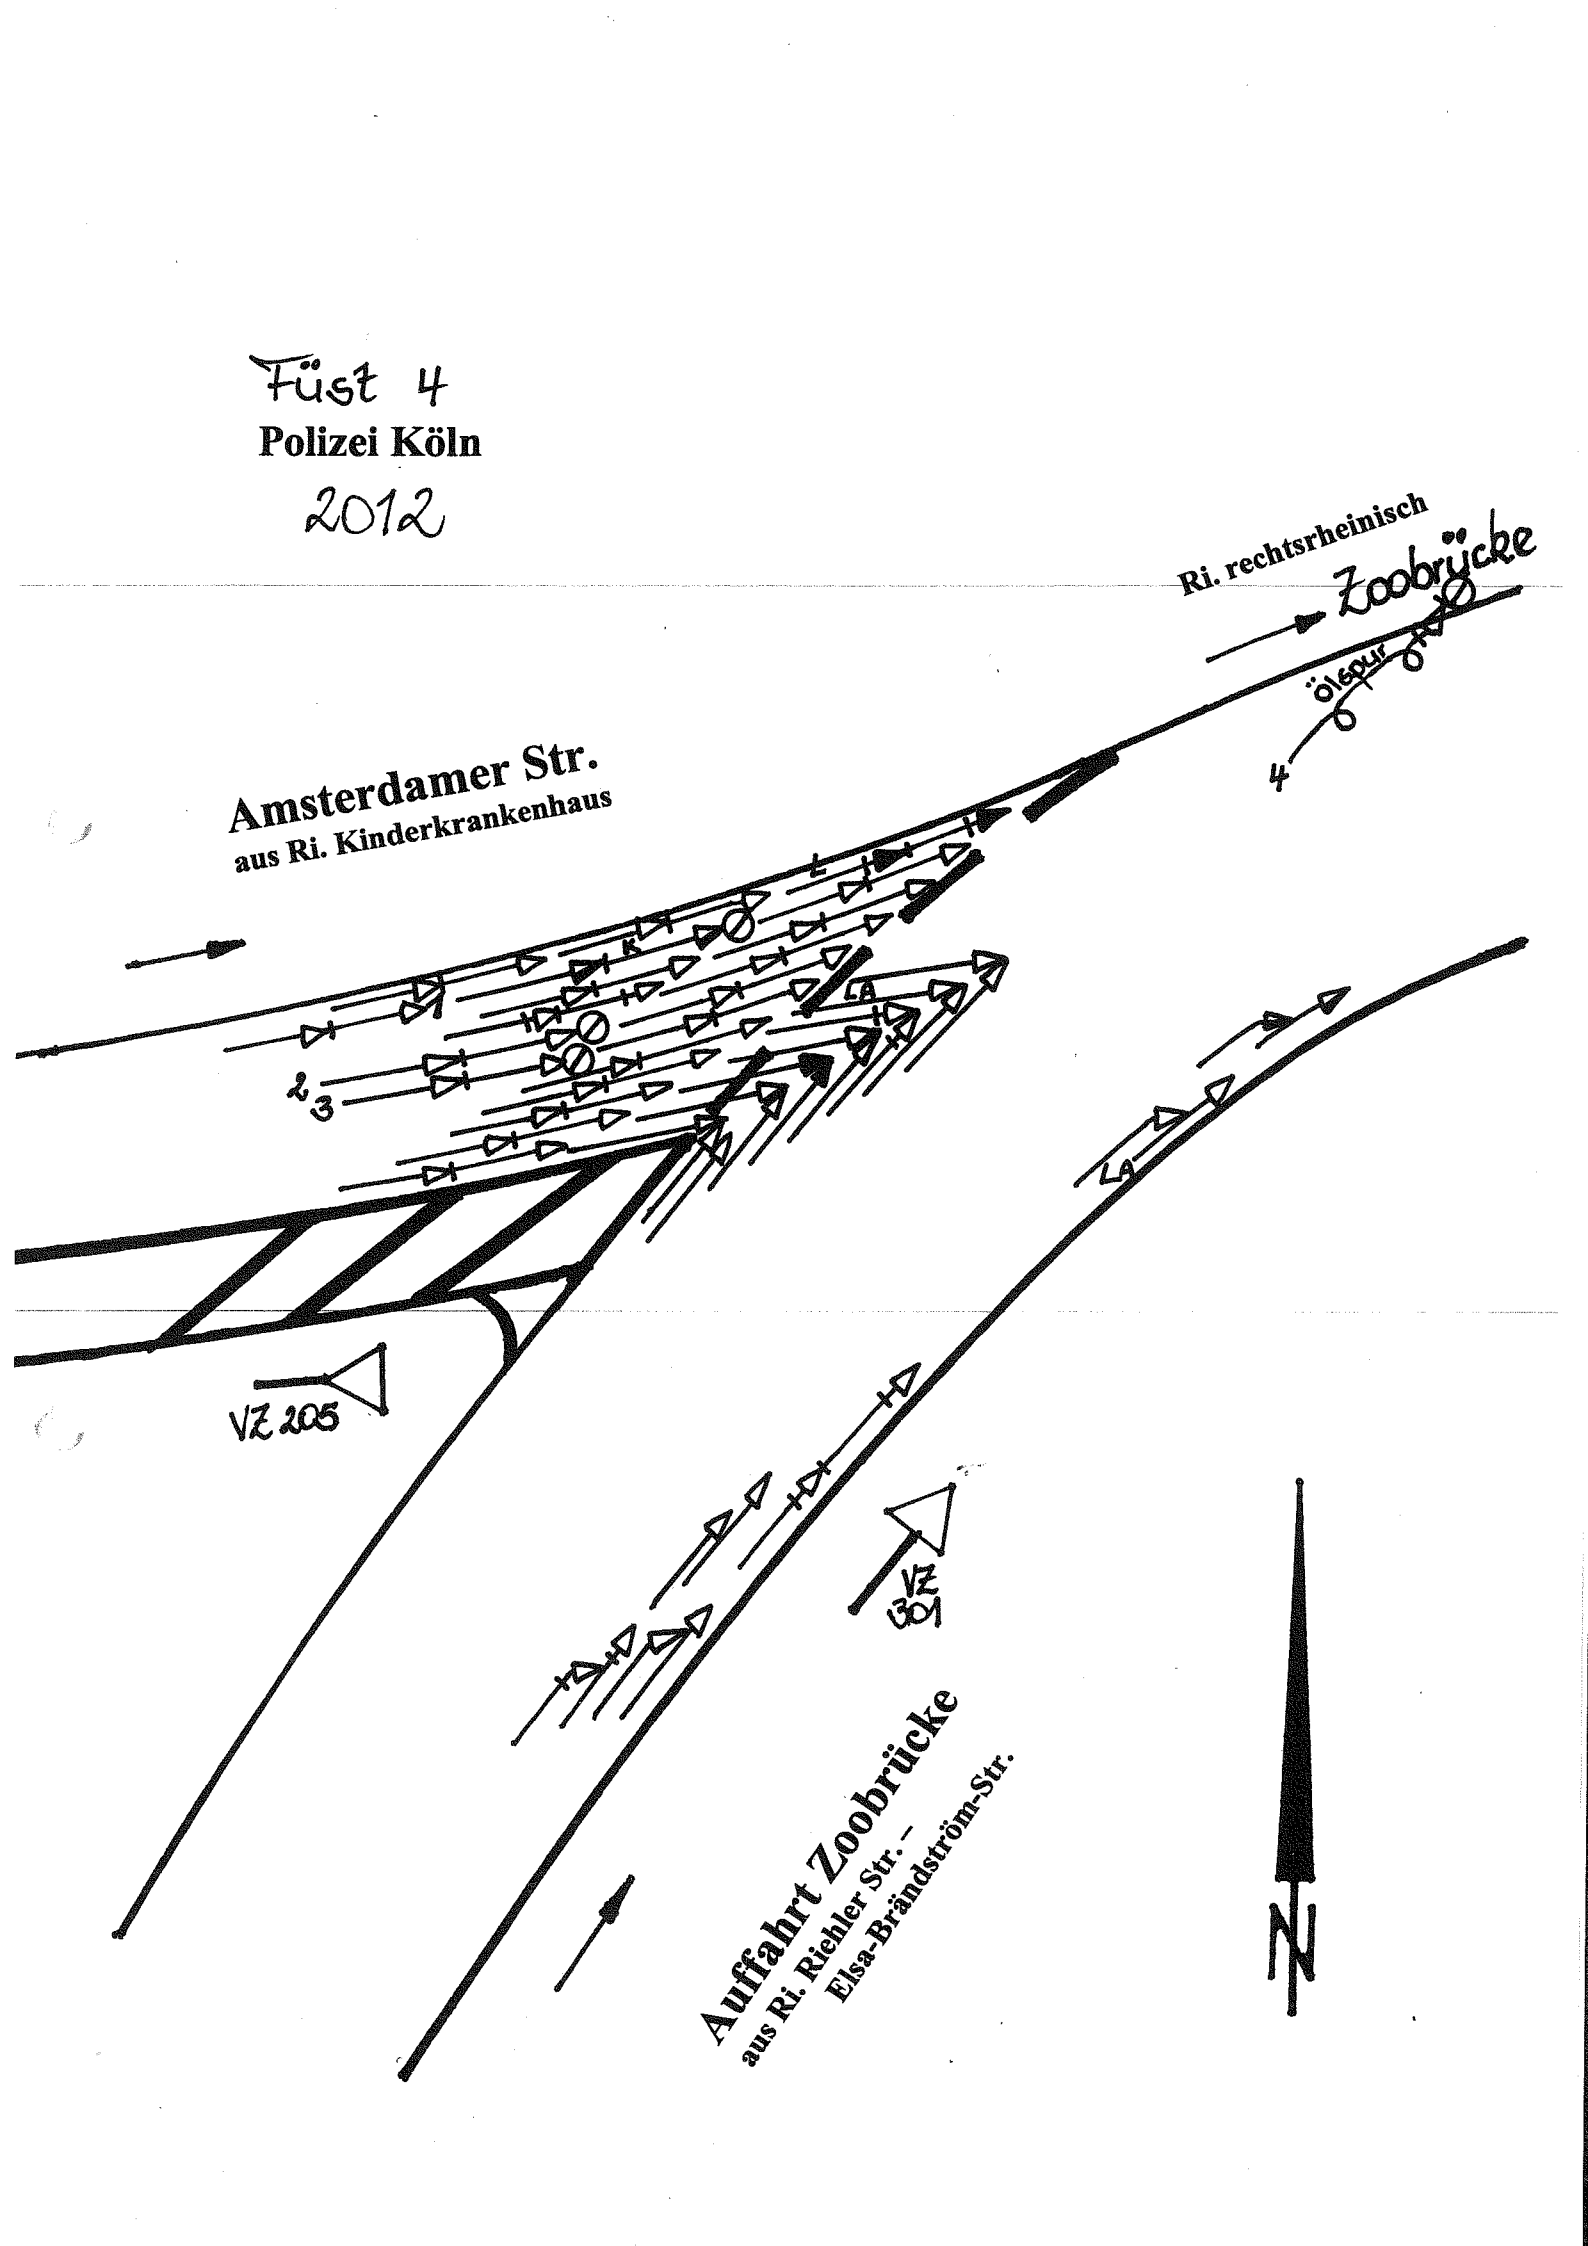 Füst 4
Polizei Köln
2012
Ri. rechtsrheinisch
Zoobrücke
Ölspur
4
Amsterdamer Str.
aus Ri. Kinderkrankenhaus
L
K
1
LA
2
3
LA
VZ 205
VZ
301
Auffahrt Zoobrücke
aus Ri. Riehler Str. –
Elsa-Brändström-Str.
N